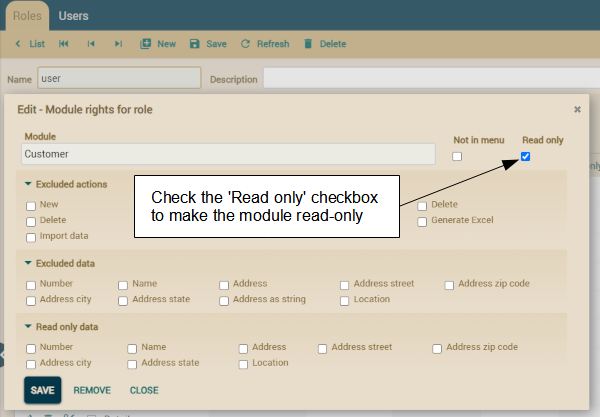 Roles Users
List New Save Refresh Delete
Name user Description
Edit - Module rights for role ×
Module Not in menu Read only
Customer
Check the 'Read only' checkbox
to make the module read-only
Excluded actions
New Delete
Delete Generate Excel
Import data
Excluded data
Number Name Address Address street Address zip code
Address city Address state Address as string Location
Read only data
Number Name Address Address street Address zip code
Address city Address state Location
SAVE REMOVE CLOSE